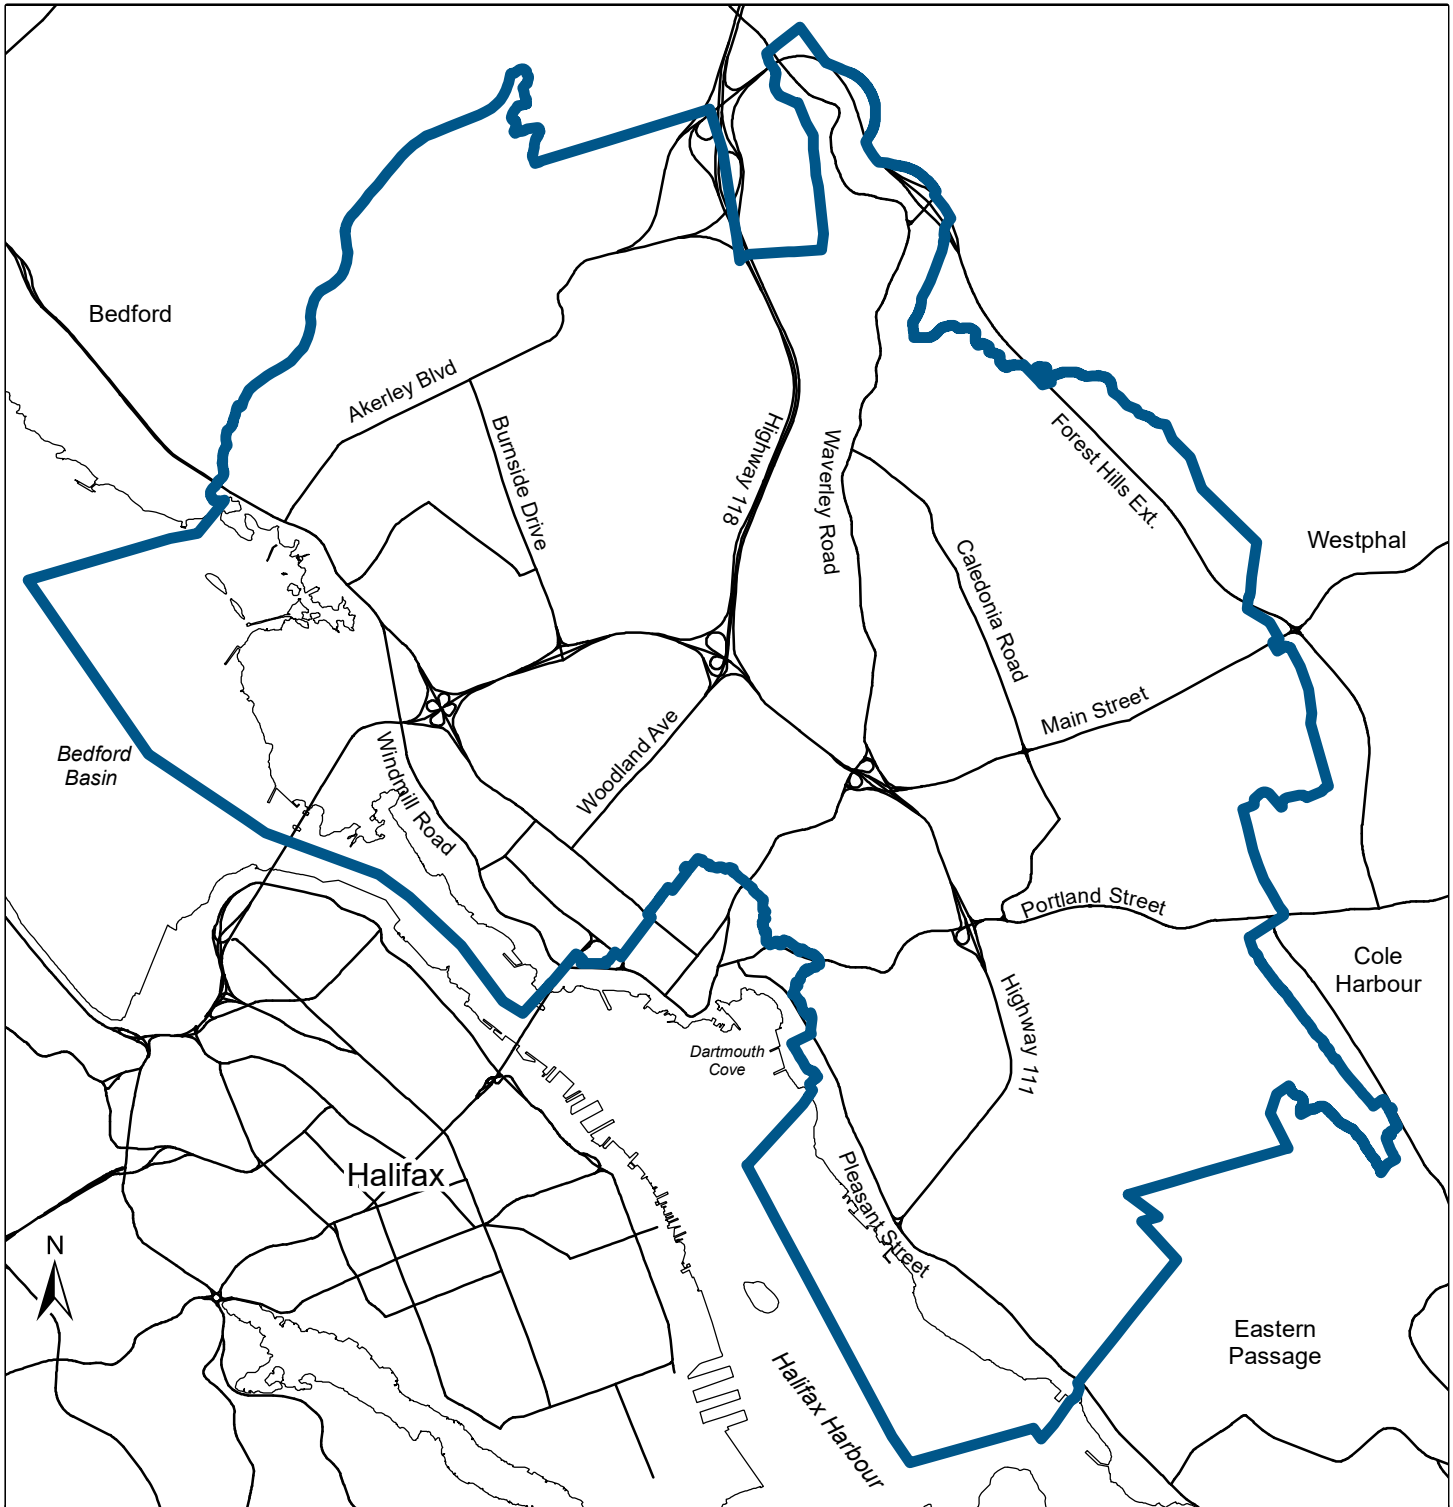 Bedford
Akerley Blvd
Burnside Drive
Highway 118
Waverley Road
Forest Hills Ext.
Westphal
Caledonia Road
Main Street
Woodland Ave
Windmill Road
Bedford
Basin
Portland Street
Cole
Harbour
Highway 111
Dartmouth
Cove
Halifax
Pleasant Street
N
Eastern
Passage
Halifax Harbour